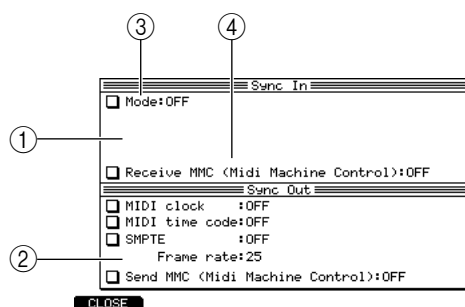 ③ ④
Sync In
Mode:OFF
①
Receive MMC (Midi Machine Control):OFF
Sync Out
MIDI clock :OFF
MIDI time code:OFF
SMPTE :OFF
② Frame rate:25
Send MMC (Midi Machine Control):OFF
CLOSE